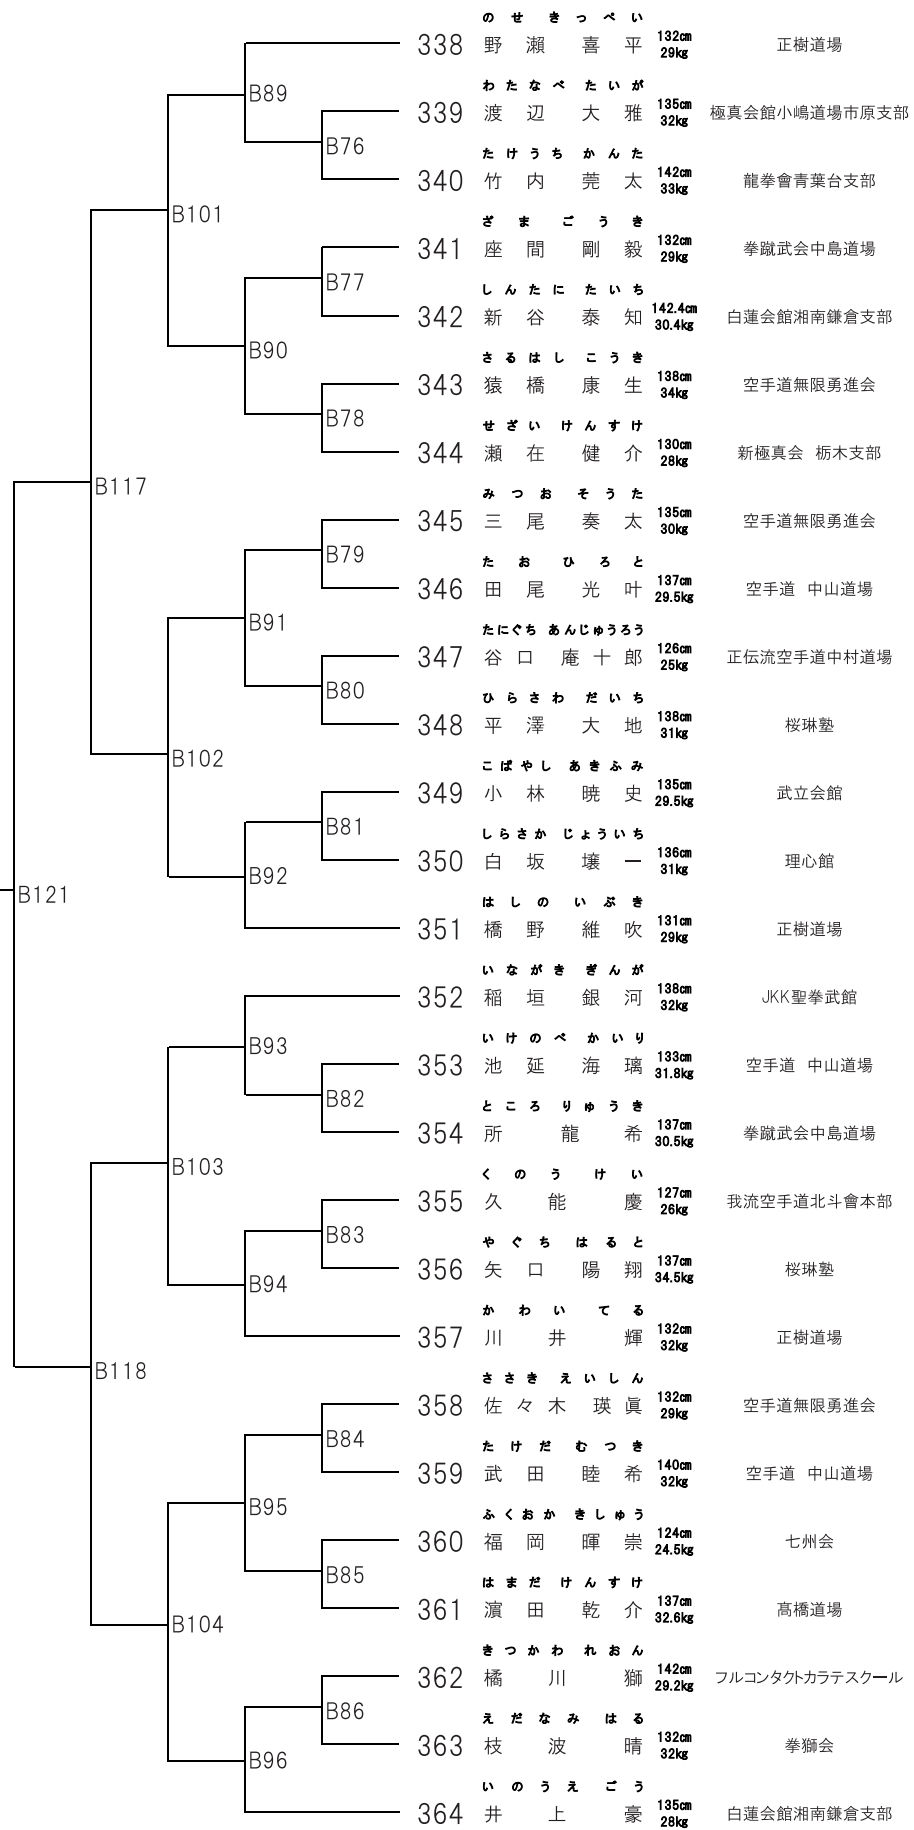 のせ きっぺい
338 野瀬 喜平 132cm 29kg 正樹道場
B89
わたなべ たいが
339 渡辺 大雅 135cm 32kg 極真会館小嶋道場市原支部
B76
たけうち かんた
340 竹内 莞太 142cm 33kg 龍拳會青葉台支部
B101
ざま ごうき
341 座間 剛毅 132cm 29kg 拳蹴武会中島道場
B77
しんたに たいち
342 新谷 泰知 142.4cm 30.4kg 白蓮会館湘南鎌倉支部
B90
さるはし こうき
343 猿橋 康生 138cm 34kg 空手道無限勇進会
B78
せざい けんすけ
344 瀬在 健介 130cm 28kg 新極真会 栃木支部
B117
みつお そうた
345 三尾 奏太 135cm 30kg 空手道無限勇進会
B79
たお ひろと
346 田尾 光叶 137cm 29.5kg 空手道 中山道場
B91
たにぐち あんじゅうろう
347 谷口 庵十郎 126cm 25kg 正伝流空手道中村道場
B80
ひらさわ だいち
348 平澤 大地 138cm 31kg 桜琳塾
B102
こばやし あきふみ
349 小林 暁史 135cm 29.5kg 武立会館
B81
しらさか じょういち
350 白坂 壌一 136cm 31kg 理心館
B92
B121
はしの いぶき
351 橋野 維吹 131cm 29kg 正樹道場
いながき ぎんが
352 稲垣 銀河 138cm 32kg JKK聖拳武館
B93
いけのべ かいり
353 池延 海璃 133cm 31.8kg 空手道 中山道場
B82
ところ りゅうき
354 所 龍希 137cm 30.5kg 拳蹴武会中島道場
B103
くのう けい
355 久能 慶 127cm 26kg 我流空手道北斗會本部
B83
やぐち はると
356 矢口 陽翔 137cm 34.5kg 桜琳塾
B94
かわい てる
357 川井 輝 132cm 32kg 正樹道場
B118
ささき えいしん
358 佐々木 瑛眞 132cm 29kg 空手道無限勇進会
B84
たけだ むつき
359 武田 睦希 140cm 32kg 空手道 中山道場
B95
ふくおか きしゅう
360 福岡 暉崇 124cm 24.5kg 七州会
B85
はまだ けんすけ
361 濵田 乾介 137cm 32.6kg 髙橋道場
B104
きつかわ れおん
362 橘川 獅 142cm 29.2kg フルコンタクトカラテスクール
B86
えだなみ はる
363 枝波 晴 132cm 32kg 拳獅会
B96
いのうえ ごう
364 井上 豪 135cm 28kg 白蓮会館湘南鎌倉支部